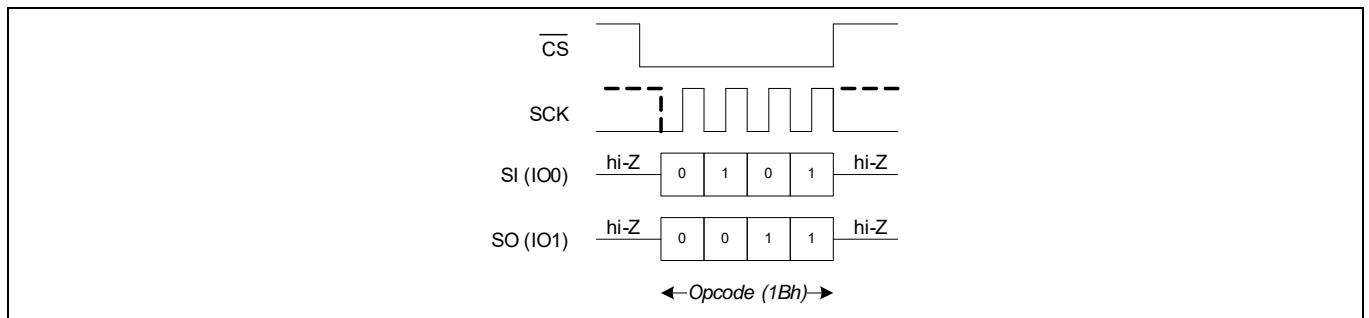 CS
SCK
hi-Z 0 1 0 1 hi-Z
SI (IO0)
hi-Z 0 0 1 1 hi-Z
SO (IO1)
Opcode (1Bh)